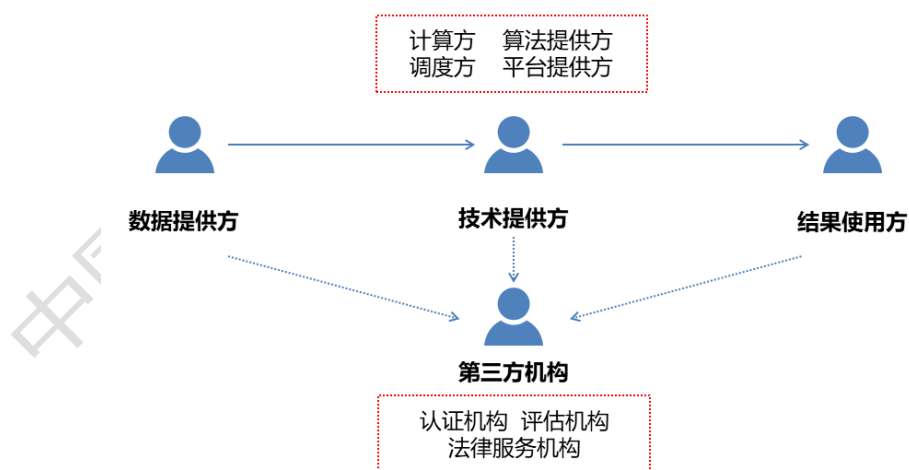 计算方 算法提供方
调度方 平台提供方
数据提供方 技术提供方 结果使用方
第三方机构
认证机构 评估机构
法律服务机构
中